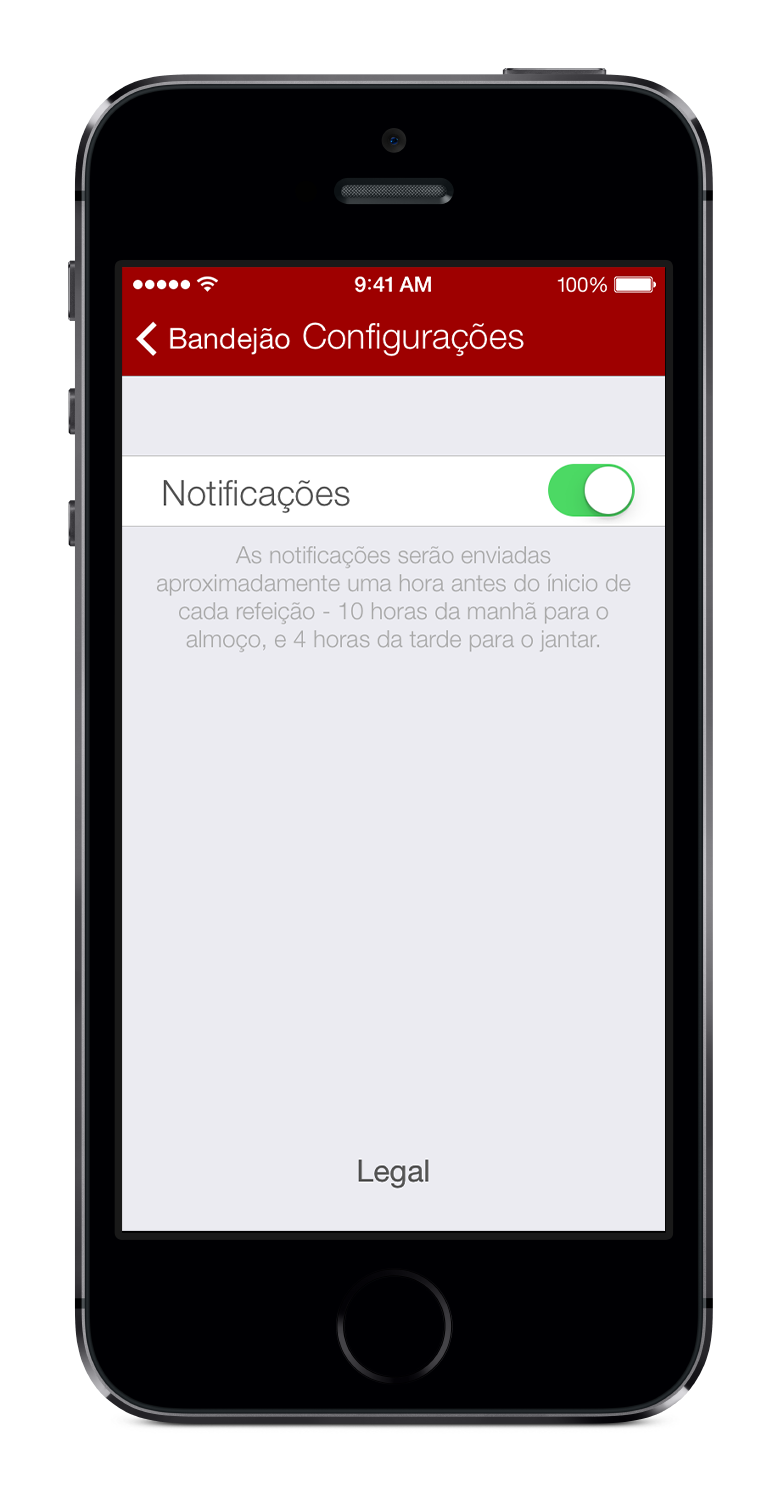 9:41 AM 100%
Bandejão Configurações
Notificações
As notificações serão enviadas
aproximadamente uma hora antes do ínicio de
cada refeição - 10 horas da manhã para o
almoço, e 4 horas da tarde para o jantar.
Legal